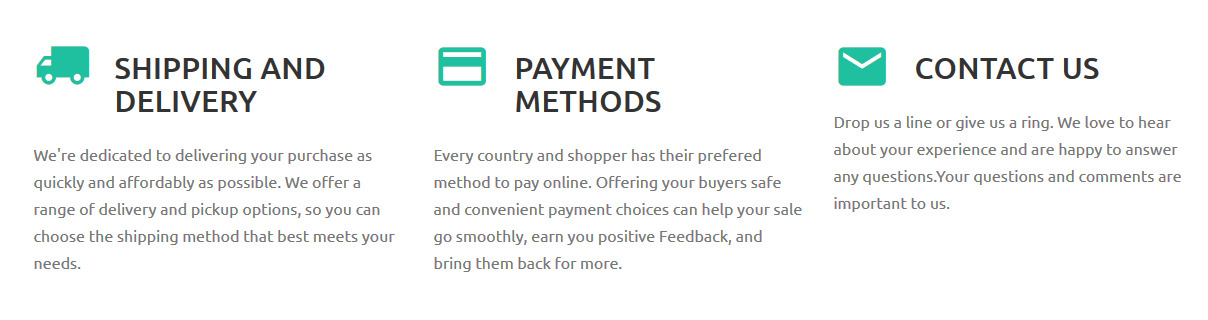 SHIPPING AND
DELIVERY
We're dedicated to delivering your purchase as
quickly and affordably as possible. We offer a
range of delivery and pickup options, so you can
choose the shipping method that best meets your
needs.
PAYMENT
METHODS
Every country and shopper has their prefered
method to pay online. Offering your buyers safe
and convenient payment choices can help your sale
go smoothly, earn you positive Feedback, and
bring them back for more.
CONTACT US
Drop us a line or give us a ring. We love to hear
about your experience and are happy to answer
any questions.Your questions and comments are
important to us.